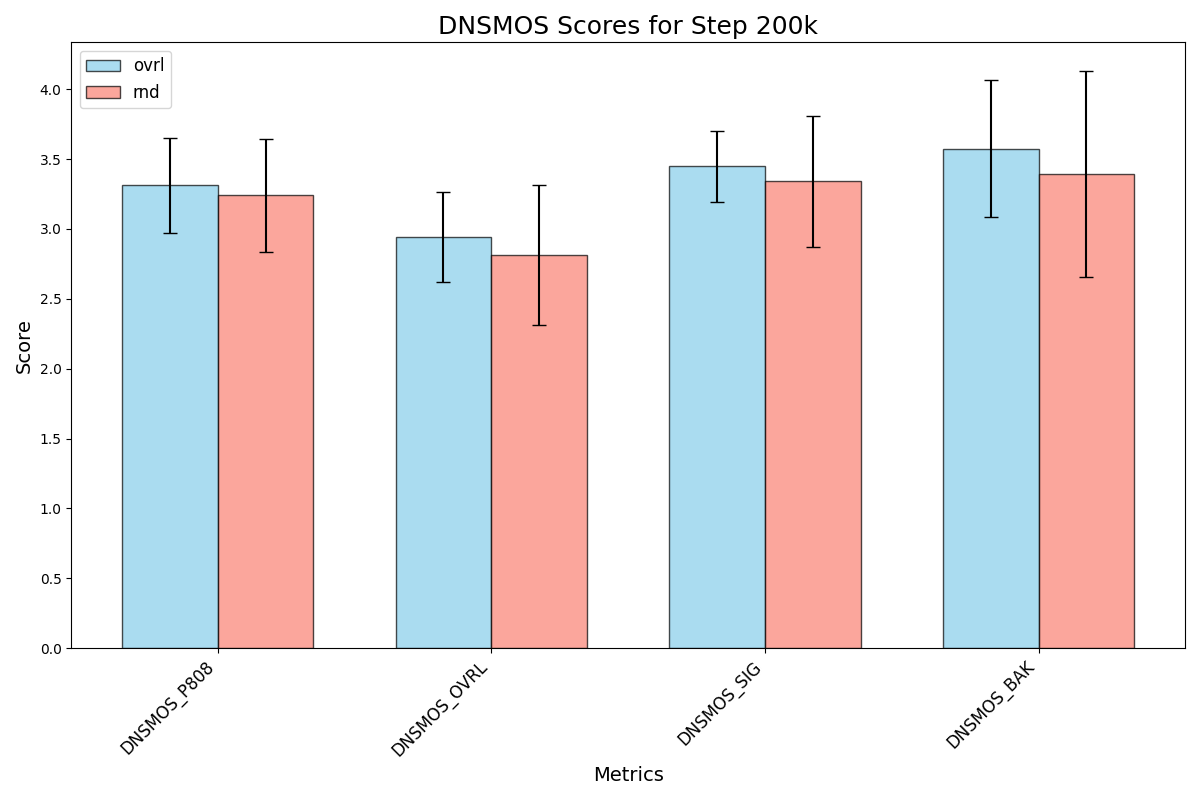 DNSMOS Scores for Step 200k
ovrl
rnd
Score
4.0
3.5
3.0
2.5
2.0
1.5
1.0
0.5
0.0
DNSMOS_P808
DNSMOS_OVRL
DNSMOS_SIG
DNSMOS_BAK
Metrics